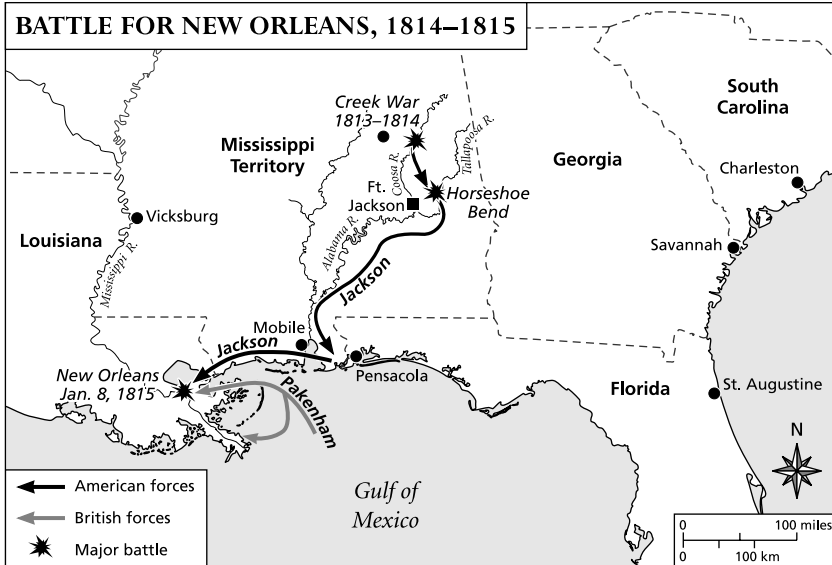 BATTLE FOR NEW ORLEANS, 1814–1815
South
Carolina
Creek War
1813–1814
Mississippi
Territory
Tallapoosa R.
Georgia
Charleston
Coosa R.
Ft.
Jackson
Horseshoe
Bend
Vicksburg
Louisiana
Mississippi R.
Alabama R.
Savannah
Jackson
Mobile
Jackson
Pensacola
New Orleans
Jan. 8, 1815
Pakenham
Florida
St. Augustine
N
American forces
British forces
Major battle
Gulf of
Mexico
0 100 miles
0 100 km